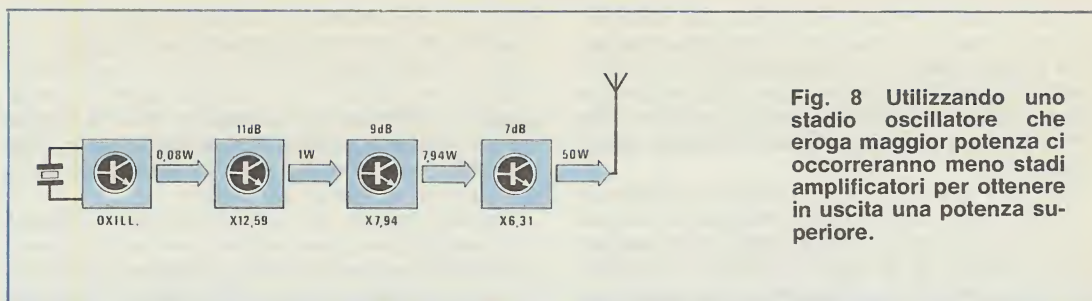 11dB
9dB
7dB
0,08W
1W
7,94W
50W
OXILL.
X12,59
X7,94
X6,31
Fig. 8 Utilizzando uno
stadio oscillatore che
eroga maggior potenza ci
occorreranno meno stadi
amplificatori per ottenere
in uscita una potenza su-
periore.